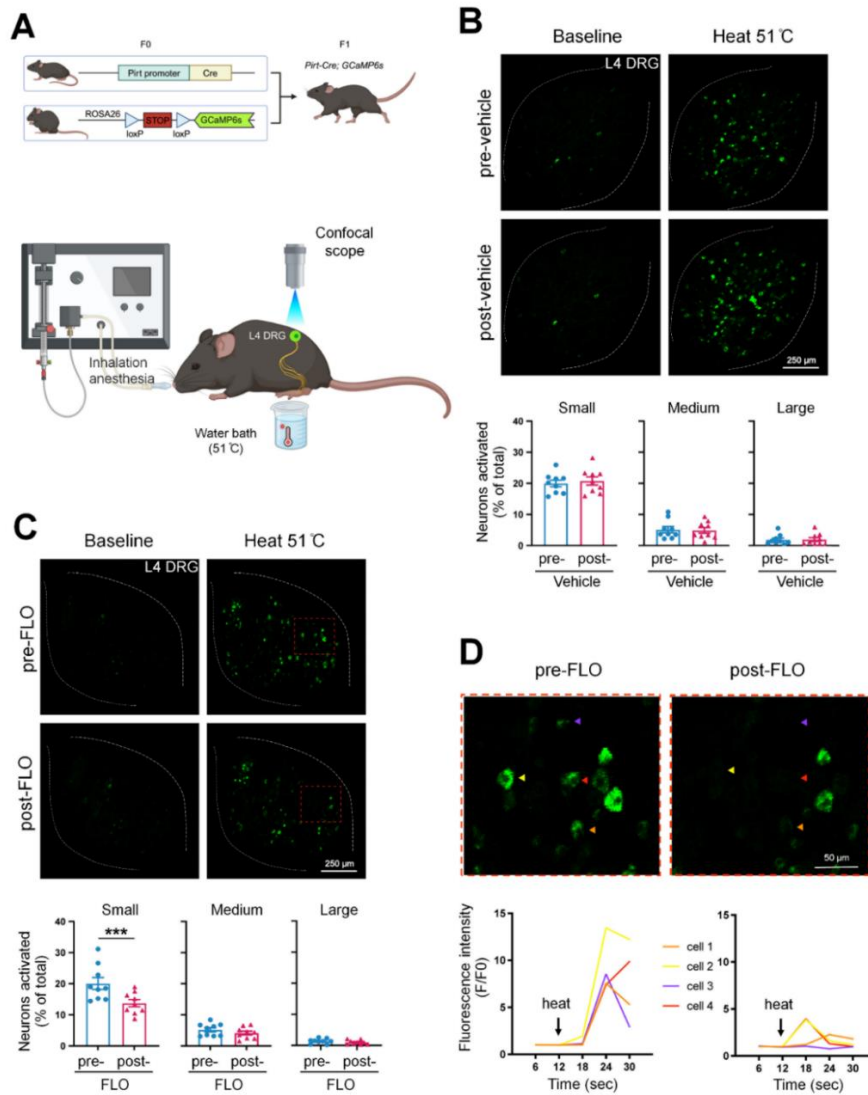 A
F0
F1
Pirt promoter
Cre
Pirt-Cre; GCaMP6s
ROSA26
STOP
GCaMP6s
loxP
loxP
Confocal
scope
L4 DRG
Inhalation
anesthesia
Water bath
(51℃)
B
Baseline
Heat 51℃
L4 DRG
pre-vehicle
post-vehicle
250 µm
Small
Medium
Large
Neurons activated
(% of total)
40
30
20
10
0
pre- post-
Vehicle
pre- post-
Vehicle
pre- post-
Vehicle
C
Baseline
Heat 51℃
L4 DRG
pre-FLO
post-FLO
250 µm
Small
Medium
Large
***
Neurons activated
(% of total)
40
30
20
10
0
pre- post-
FLO
pre- post-
FLO
pre- post-
FLO
D
pre-FLO
post-FLO
50 µm
Fluorescence intensity
(F/F0)
15
10
5
0
heat
6 12 18 24 30
Time (sec)
cell 1
cell 2
cell 3
cell 4
15
10
5
0
heat
6 12 18 24 30
Time (sec)